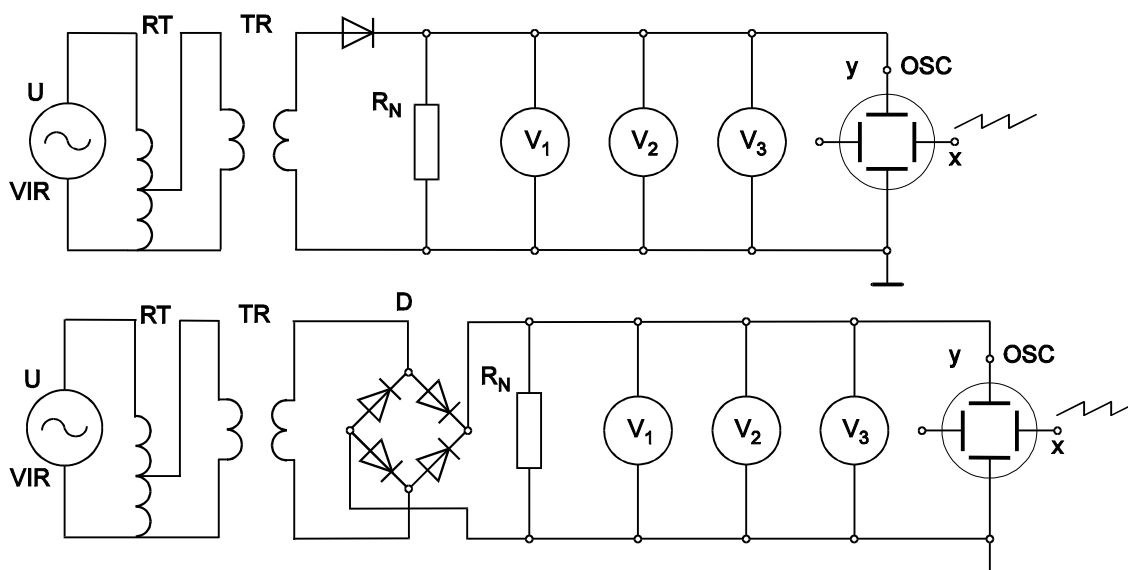 RT TR
U
VIR
R_N
V_1 V_2 V_3
y OSC
x
D
RT TR
U
VIR
R_N
V_1 V_2 V_3
y OSC
x